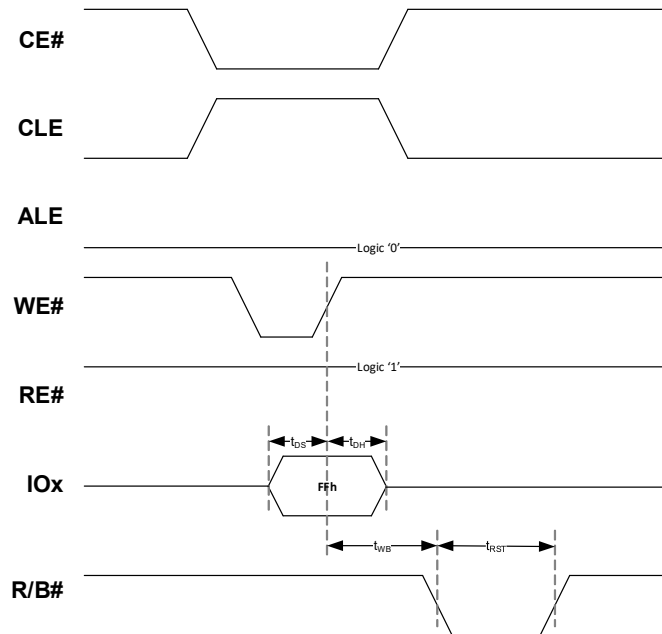 CE#
CLE
ALE
Logic ‘0’
WE#
Logic ‘1’
RE#
tDS tDH
IOx
FFh
tWB tRST
R/B#